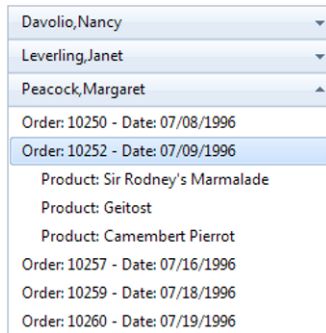 Davolio,Nancy
Leverling,Janet
Peacock,Margaret
Order: 10250 - Date: 07/08/1996
Order: 10252 - Date: 07/09/1996
Product: Sir Rodney's Marmalade
Product: Geitost
Product: Camembert Pierrot
Order: 10257 - Date: 07/16/1996
Order: 10259 - Date: 07/18/1996
Order: 10260 - Date: 07/19/1996